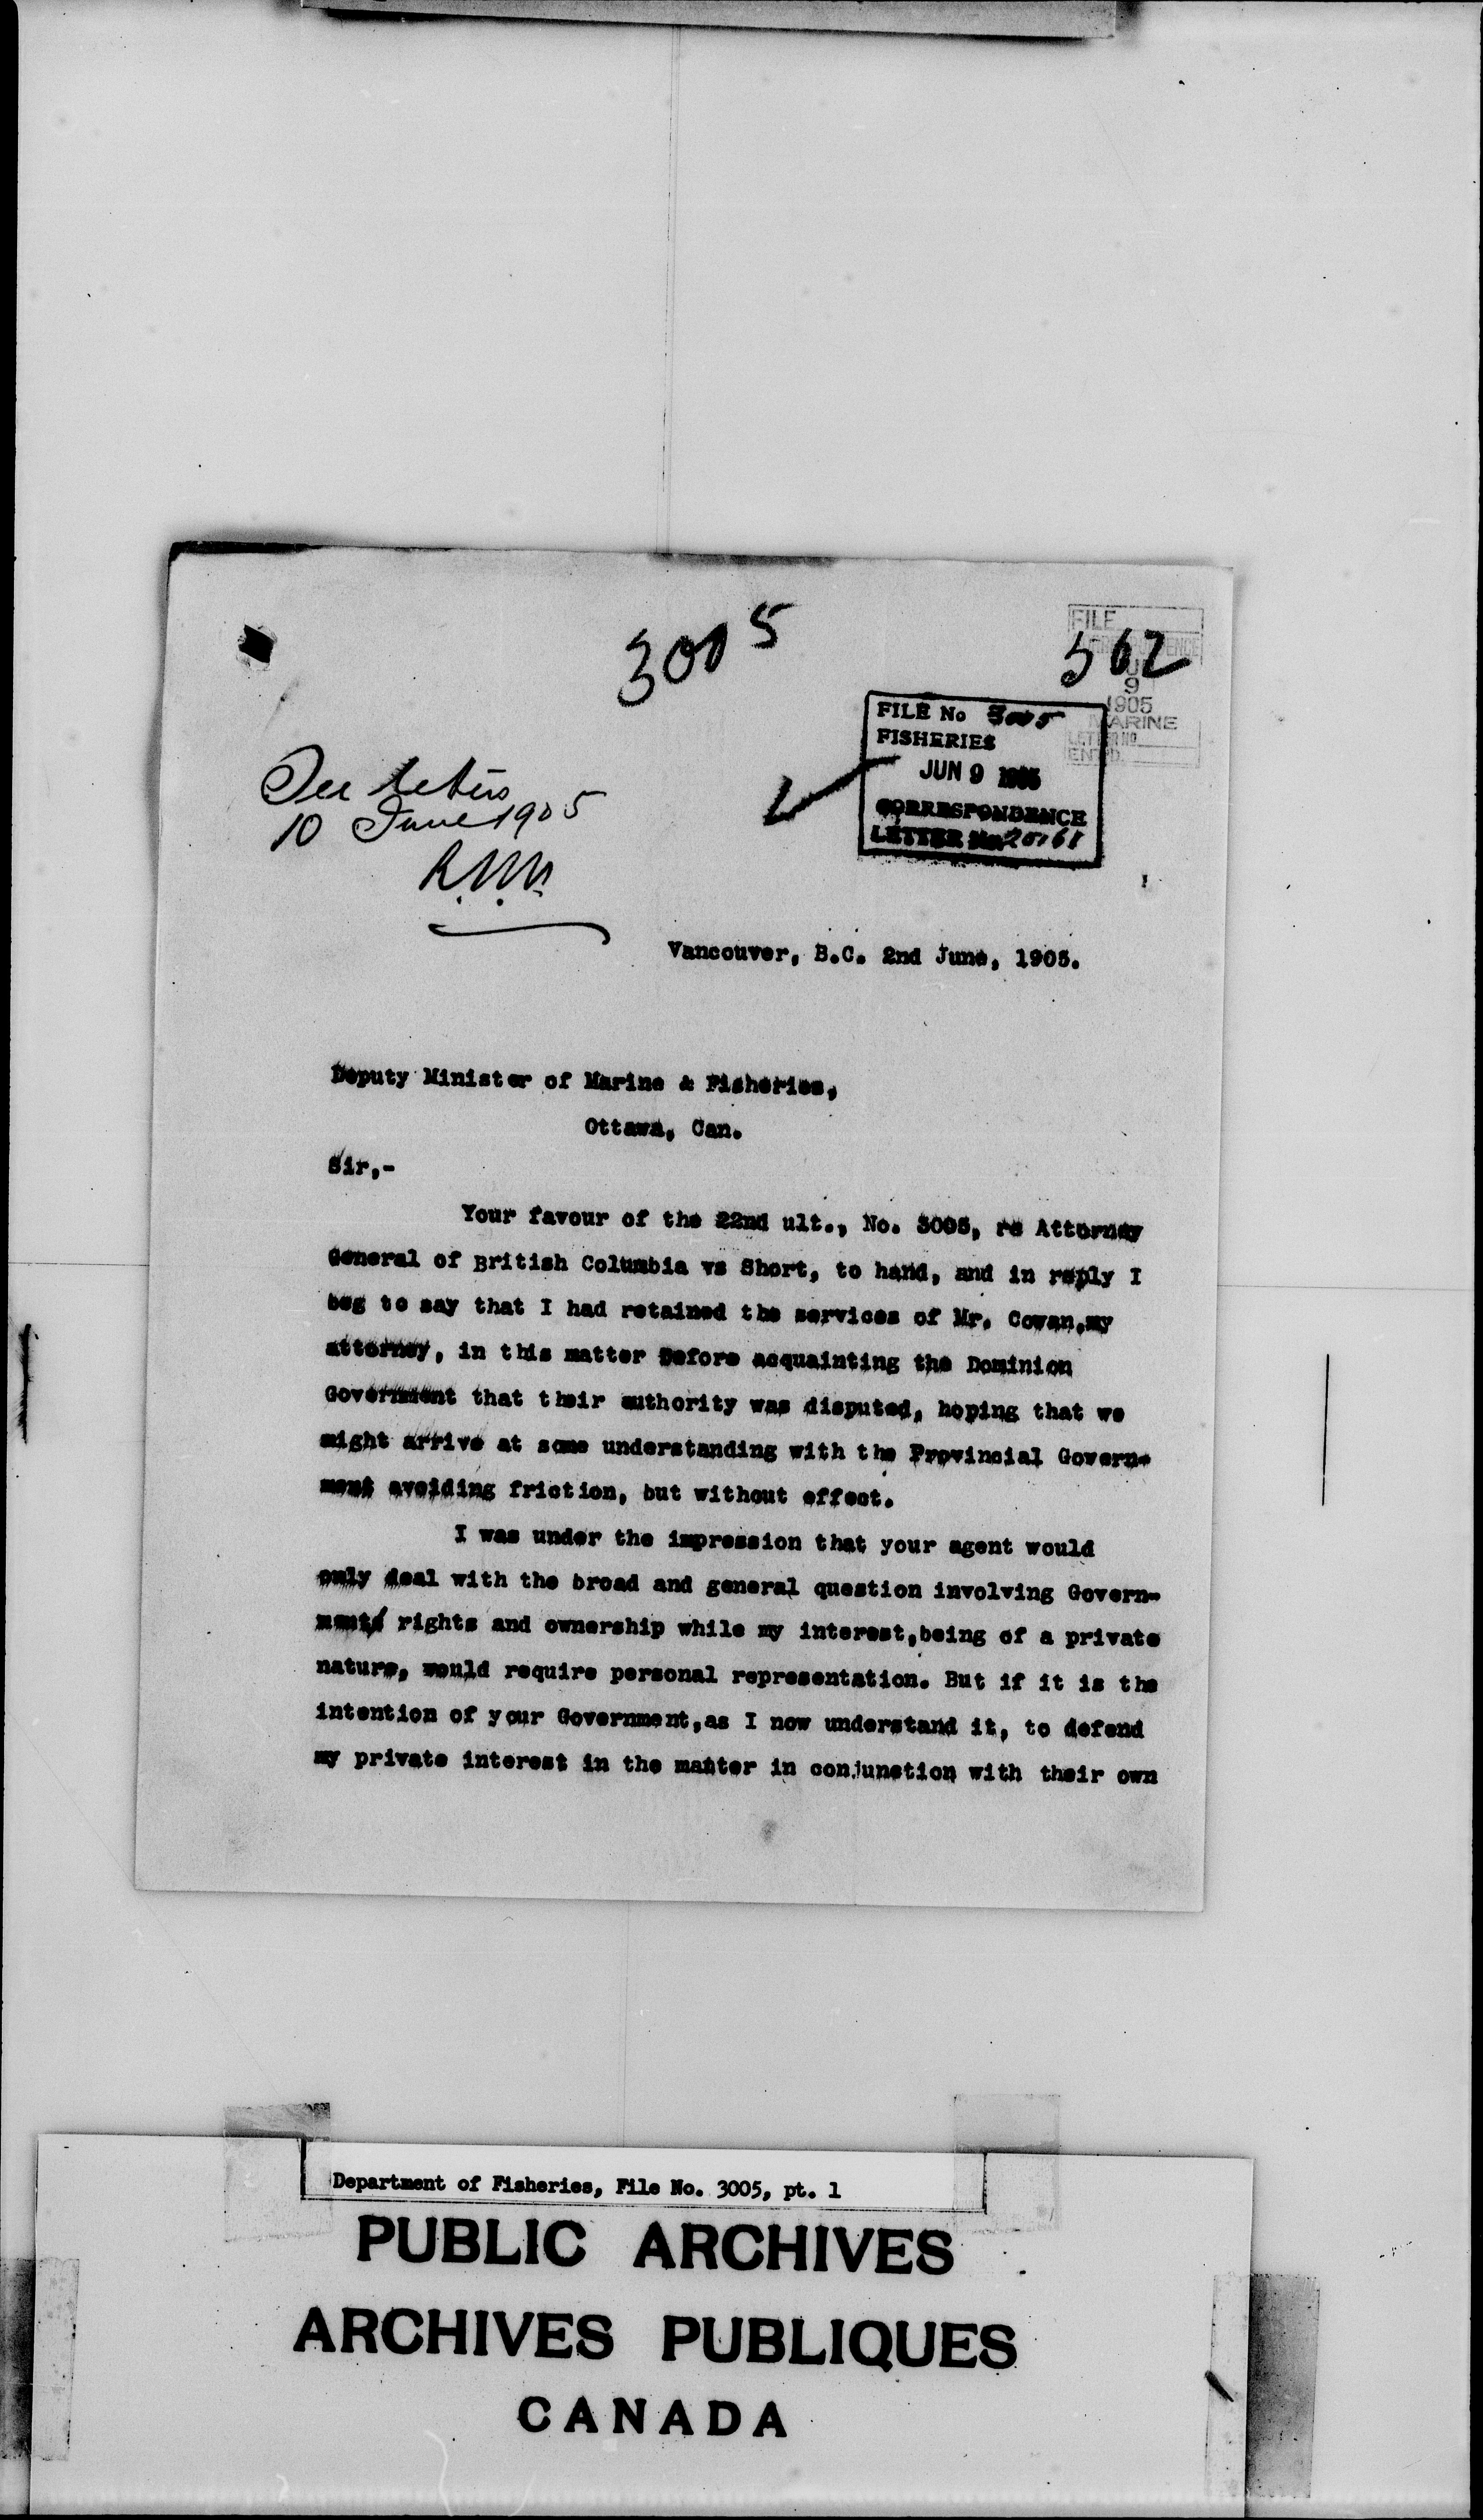 3005
562
FILE
9
1905
MARINE
LETTER No
ENT'D.
FILE No 3005
FISHERIES
JUN 9 1905
CORRESPONDENCE
LETTER No. 20161
10 June 1905
Vancouver, B.C. 2nd June, 1905.
Deputy Minister of Marine & Fisheries,
Ottawa, Can.
Sir,-
Your favour of the 22nd ult., No. 3005, re Attorney
General of British Columbia vs Short, to hand, and in reply I
beg to say that I had retained the services of Mr. Cowan,my
attorney, in this matter before acquainting the Dominion
Government that their authority was disputed, hoping that we
might arrive at some understanding with the Provincial Govern-
ment avoiding friction, but without effect.
I was under the impression that your agent would
only deal with the broad and general question involving Govern-
ments rights and ownership while my interest,being of a private
nature, would require personal representation. But if it is the
intention of your Government,as I now understand it, to defend
my private interest in the matter in conjunction with their own
Department of Fisheries, File No. 3005, pt. 1
PUBLIC ARCHIVES
ARCHIVES PUBLIQUES
CANADA